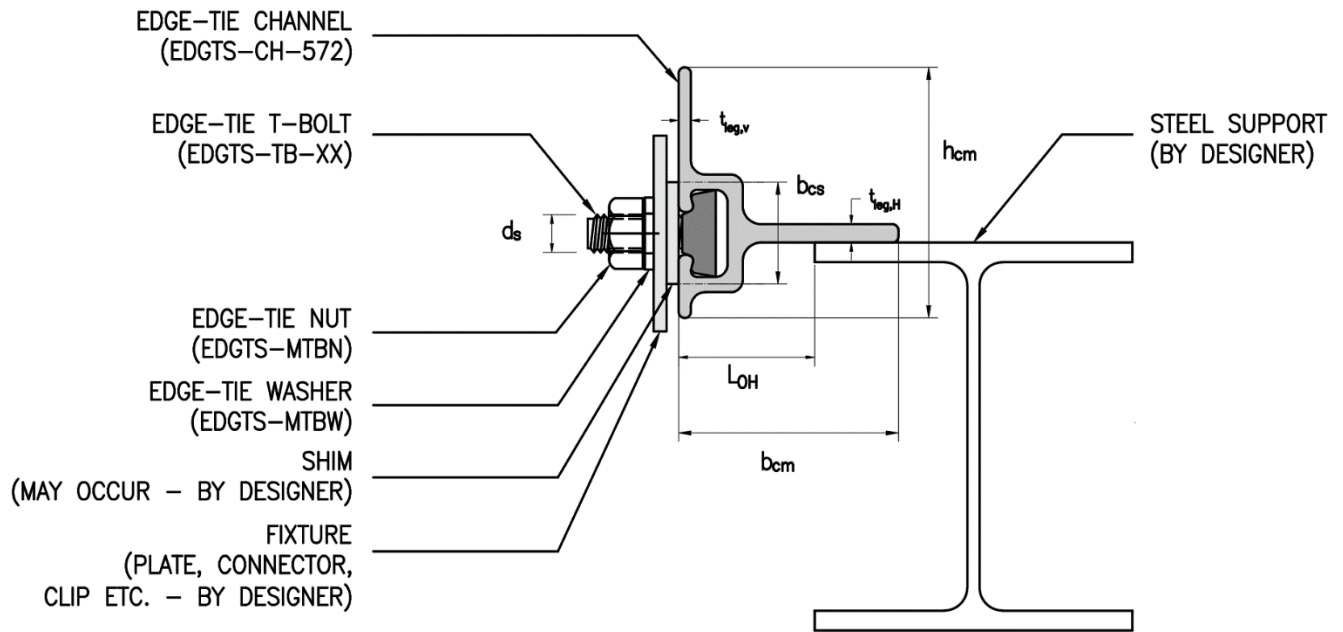 EDGE-TIE CHANNEL
(EDGTS-CH-572)
EDGE-TIE T-BOLT
(EDGTS-TB-XX)
EDGE-TIE NUT
(EDGTS-MTBN)
EDGE-TIE WASHER
(EDGTS-MTBW)
SHIM
(MAY OCCUR - BY DESIGNER)
FIXTURE
(PLATE, CONNECTOR,
CLIP ETC. - BY DESIGNER)
ds
tleg,v
bcs
hcm
tleg,H
LOH
bcm
STEEL SUPPORT
(BY DESIGNER)